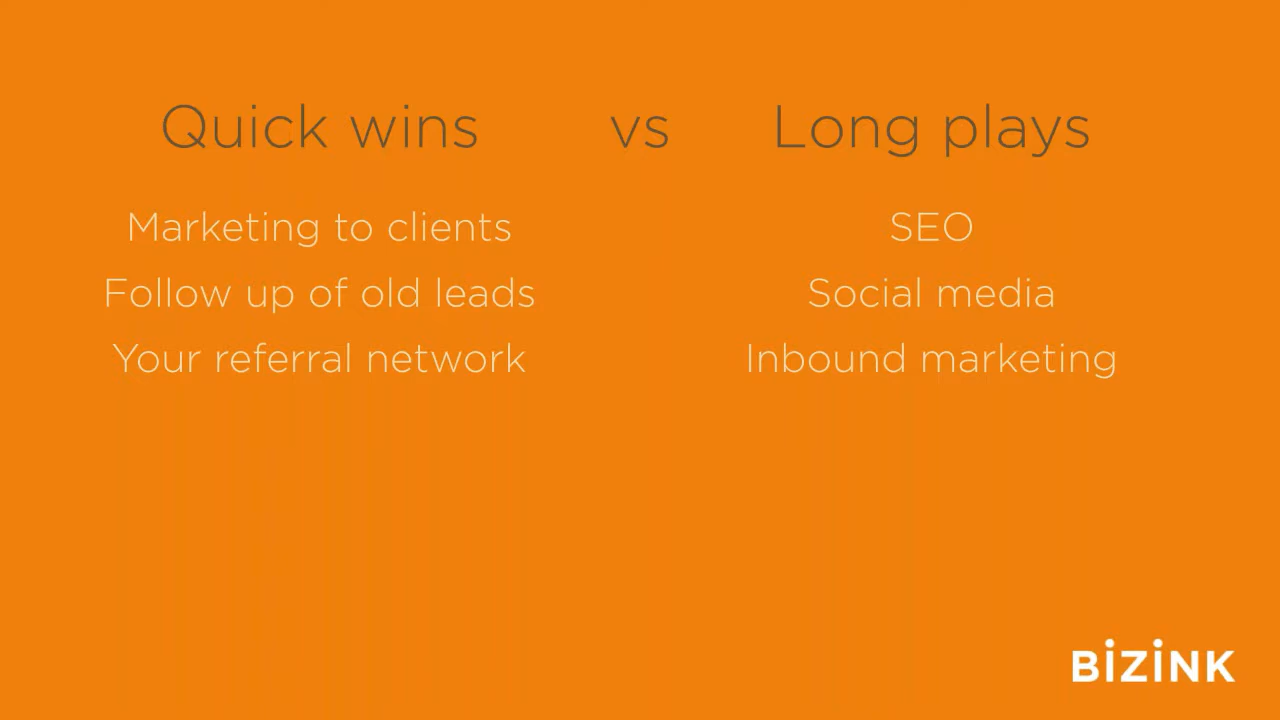 Quick wins vs Long plays
Marketing to clients
Follow up of old leads
Your referral network
SEO
Social media
Inbound marketing
BiZiNK